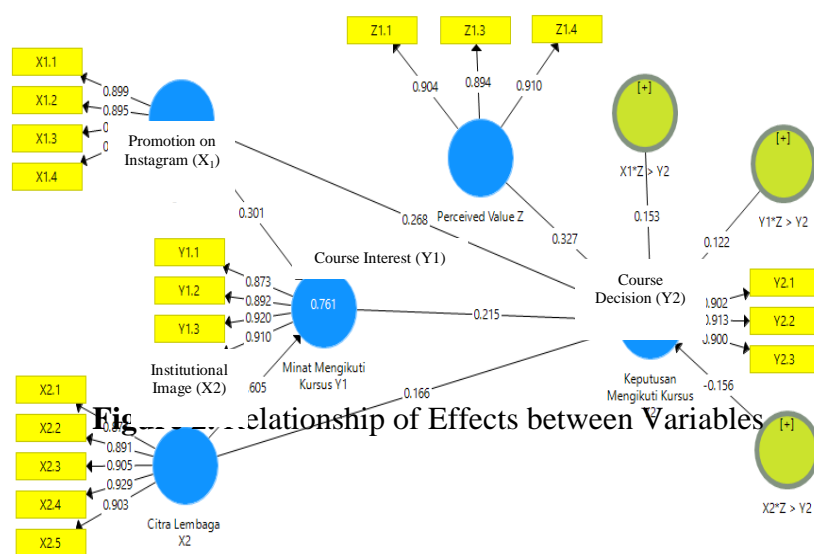 Z1.1
Z1.3
Z1.4
0.904
0.894
0.910
X1.1
X1.2
X1.3
X1.4
0.899
0.895
Promotion on
Instagram (X1)
[+]
X1*Z > Y2
[+]
Y1*Z > Y2
Perceived Value Z
0.301
0.268
0.327
0.153
0.122
Course Interest (Y1)
Y1.1
Y1.2
Y1.3
0.873
0.892
0.920
0.910
0.761
0.215
Course
Decision (Y2)
Y2.1
Y2.2
Y2.3
0.902
0.913
0.900
Institutional
Image (X2)
Minat Mengikuti
Kursus Y1
0.166
Keputusan
Mengikuti Kursus
-0.156
Relationship of Effects between Variables
X2.1
X2.2
X2.3
X2.4
X2.5
0.891
0.905
0.929
0.903
Citra Lembaga
X2
[+]
X2*Z > Y2